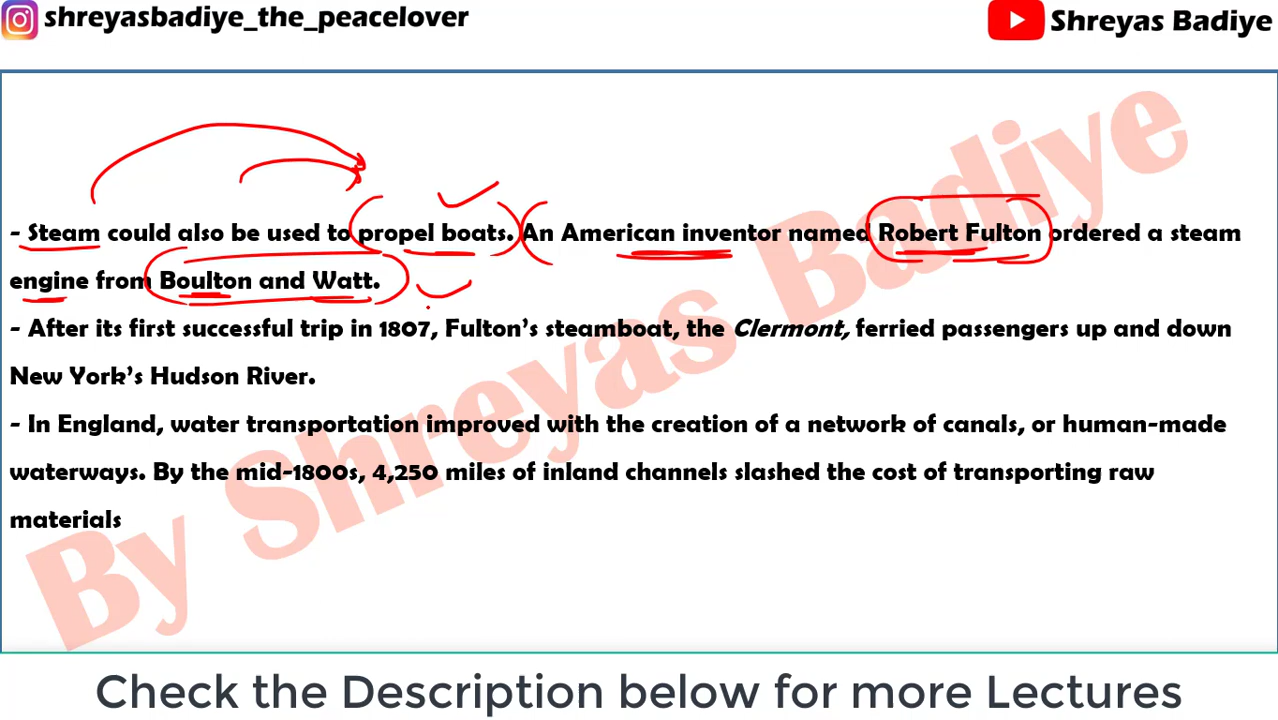 shreyasbadiye_the_peacelover
Shreyas Badiye
- Steam could also be used to propel boats. An American inventor named Robert Fulton ordered a steam
engine from Boulton and Watt.
- After its first successful trip in 1807, Fulton's steamboat, the Clermont, ferried passengers up and down
New York's Hudson River.
- In England, water transportation improved with the creation of a network of canals, or human-made
waterways. By the mid-1800s, 4,250 miles of inland channels slashed the cost of transporting raw
materials
By Shreyas Badiye
Check the Description below for more Lectures